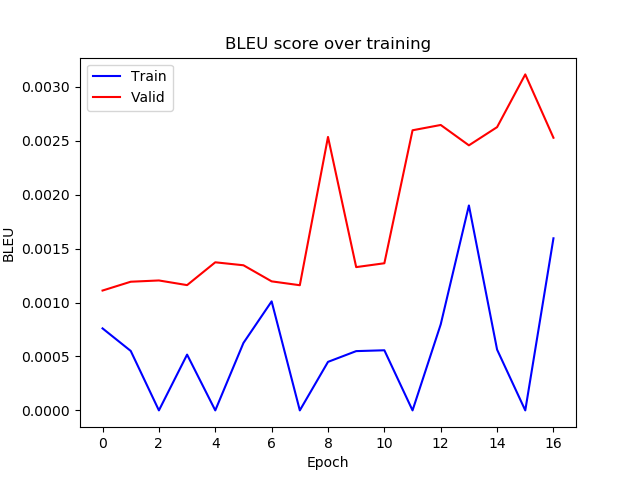 BLEU score over training
Train
Valid
BLEU
0.0030
0.0025
0.0020
0.0015
0.0010
0.0005
0.0000
0 2 4 6 8 10 12 14 16
Epoch